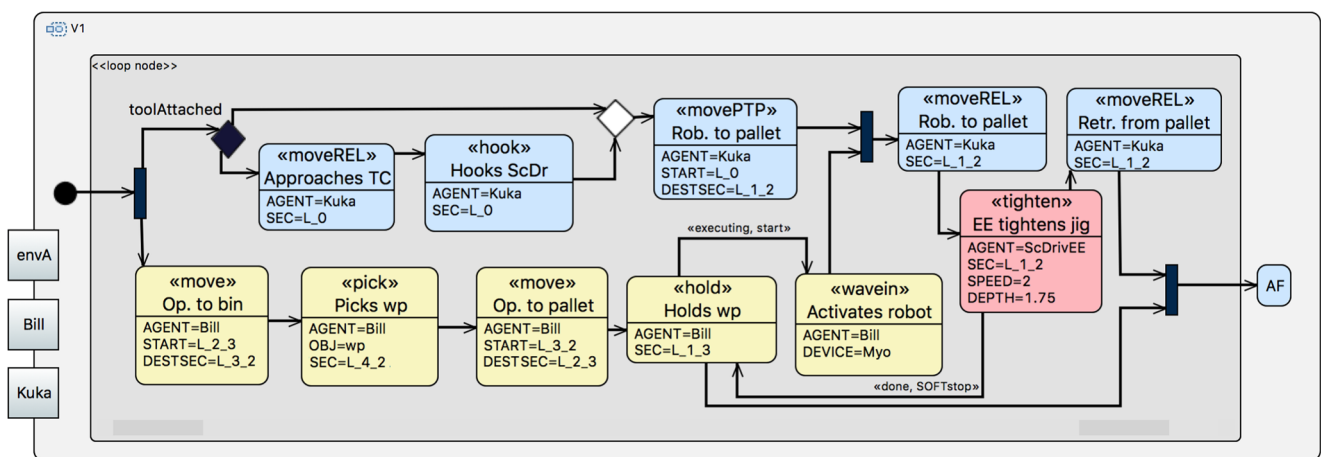 V1
<<loop node>>
toolAttached
«moveREL»
Approaches TC
AGENT=Kuka
SEC=L_0
«hook»
Hooks ScDr
AGENT=Kuka
SEC=L_0
«movePTP»
Rob. to pallet
AGENT=Kuka
START=L_0
DESTSEC=L_1_2
«moveREL»
Rob. to pallet
AGENT=Kuka
SEC=L_1_2
«moveREL»
Retr. from pallet
AGENT=Kuka
SEC=L_1_2
«tighten»
EE tightens jig
AGENT=ScDrivEE
SEC=L_1_2
SPEED=2
DEPTH=1.75
envA
Bill
Kuka
«move»
Op. to bin
AGENT=Bill
START=L_2_3
DESTSEC=L_3_2
«pick»
Picks wp
AGENT=Bill
OBJ=wp
SEC=L_4_2
«move»
Op. to pallet
AGENT=Bill
START=L_3_2
DESTSEC=L_2_3
«hold»
Holds wp
AGENT=Bill
SEC=L_1_3
«executing, start»
«wavein»
Activates robot
AGENT=Bill
DEVICE=Myo
«done, SOFTstop»
AF